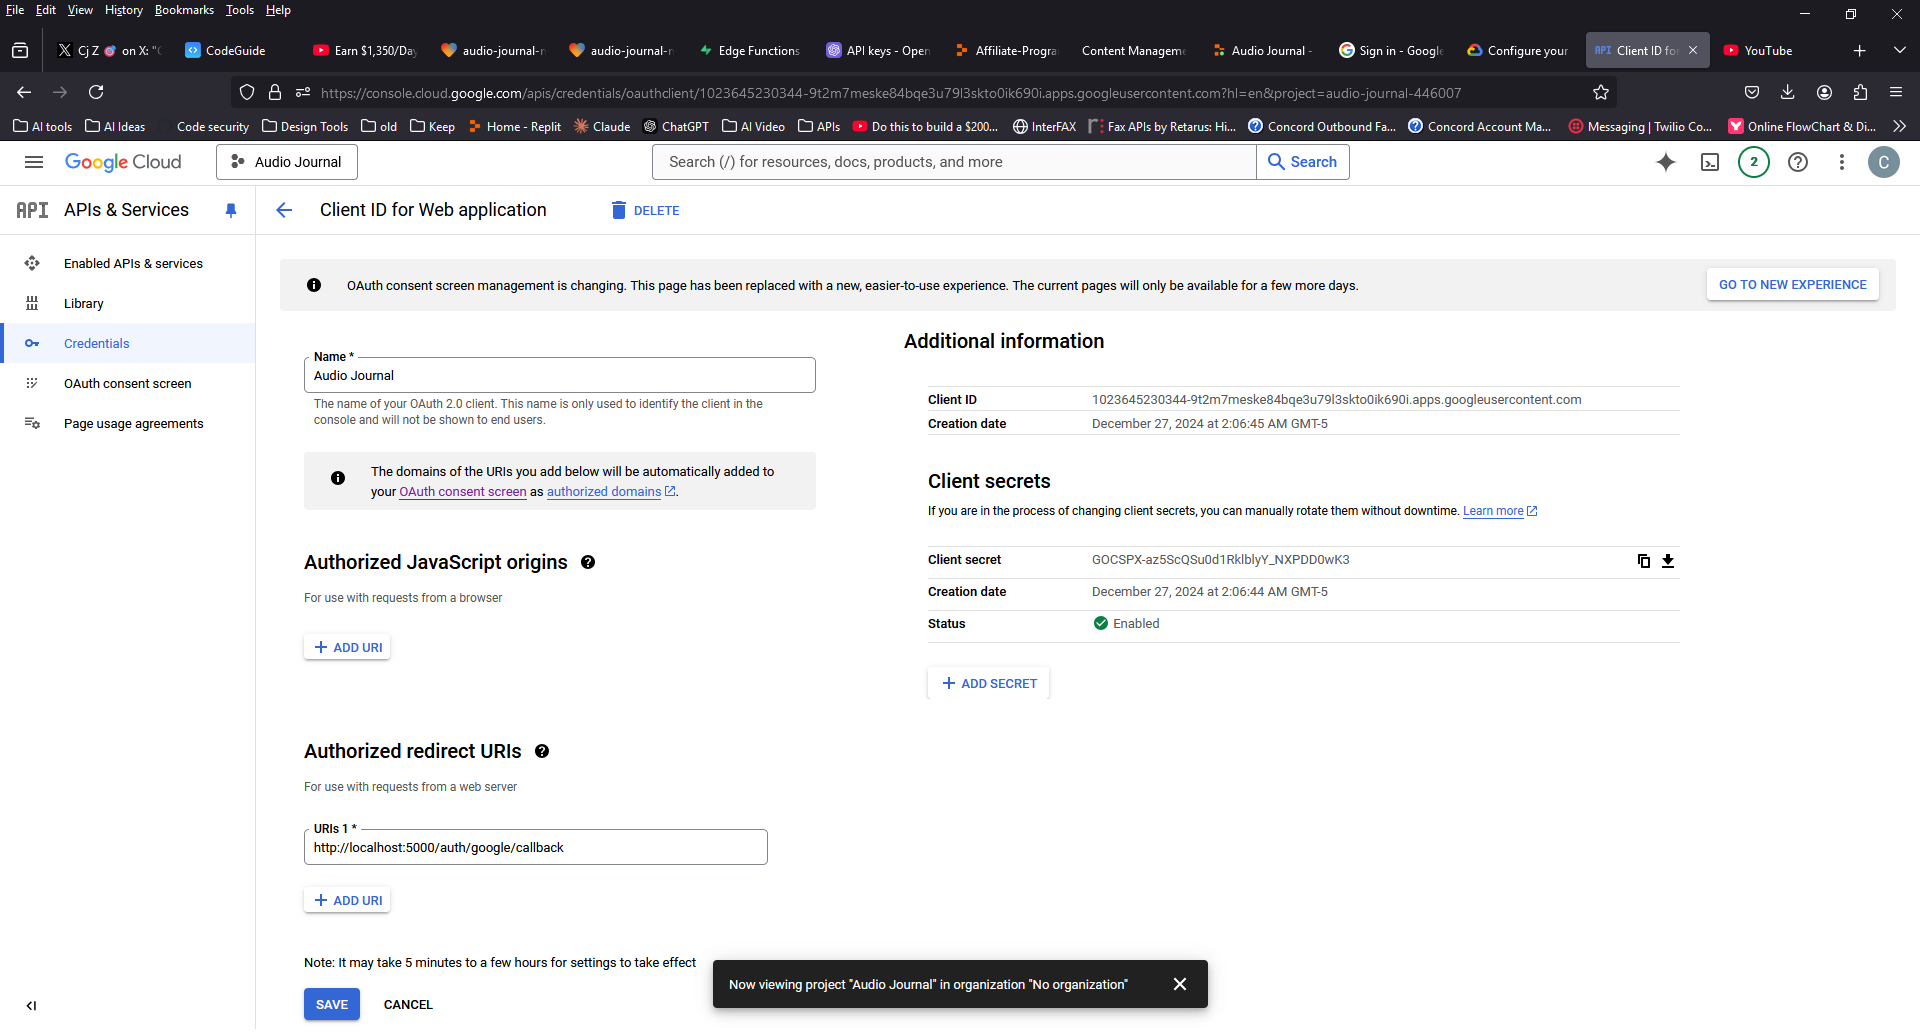 File Edit View History Bookmarks Tools Help
Cj Z on X: "C
CodeGuide
Earn $1,350/Day
audio-journal-n
audio-journal-n
Edge Functions
API keys - Open
Affiliate-Progra
Content Manageme
Audio Journal -
Sign in - Google
Configure your
API Client ID fo
YouTube
https://console.cloud.google.com/apis/credentials/oauthclient/1023645230344-9t2m7meske84bqe3u79l3skto0ik690i.apps.googleusercontent.com?hl=en&project=audio-journal-446007
AI tools AI Ideas Code security Design Tools old Keep Home - Replit Claude ChatGPT AI Video APIs Do this to build a $200... InterFAX Fax APIs by Retarus: Hi... Concord Outbound Fa... Concord Account Ma... Messaging | Twilio Co... Online FlowChart & Di...
Google Cloud
Audio Journal
Search (/) for resources, docs, products, and more
Search
2
C
API APIs & Services
Client ID for Web application
DELETE
Enabled APIs & services
Library
Credentials
OAuth consent screen
Page usage agreements
OAuth consent screen management is changing. This page has been replaced with a new, easier-to-use experience. The current pages will only be available for a few more days.
GO TO NEW EXPERIENCE
Name *
Audio Journal
The name of your OAuth 2.0 client. This name is only used to identify the client in the
console and will not be shown to end users.
The domains of the URIs you add below will be automatically added to
your OAuth consent screen as authorized domains.
Authorized JavaScript origins
For use with requests from a browser
ADD URI
Authorized redirect URIs
For use with requests from a web server
URIs 1 *
http://localhost:5000/auth/google/callback
ADD URI
Note: It may take 5 minutes to a few hours for settings to take effect
SAVE
CANCEL
Additional information
Client ID 1023645230344-9t2m7meske84bqe3u79l3skto0ik690i.apps.googleusercontent.com
Creation date December 27, 2024 at 2:06:45 AM GMT-5
Client secrets
If you are in the process of changing client secrets, you can manually rotate them without downtime. Learn more
Client secret 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
Creation date December 27, 2024 at 2:06:44 AM GMT-5
Status Enabled
ADD SECRET
Now viewing project "Audio Journal" in organization "No organization"